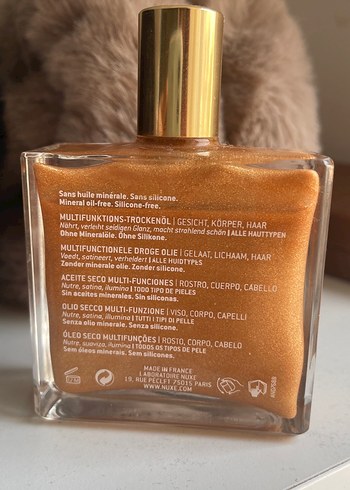 Sans huile minérale. Sans silicone.
Mineral oil-free. Silicone-free.
MULTIFUNKTIONS-TROCKENÖL | GESICHT, KÖRPER, HAAR
Nährt, verleiht seidigen Glanz, macht strahlend schön | ALLE HAUTTYPEN
Ohne Mineralöle. Ohne Silikone.
MULTIFUNCTIONELE DROGE OLIE | GELAAT, LICHAAM, HAAR
Voedt, satineert, verheldert | ALLE HUIDTYPES
Zander minerale olie. Zonder silicone.
ACEITE SECO MULTI-FUNCIONES | ROSTRO, CUERPO, CABELLO
Nutre, satina, ilumina | TODO TIPO DE PIELES
Sin aceites minerales. Sin siliconas.
OLIO SECCO MULTI-FUNZIONE | VISO, CORPO, CAPELLI
Nutre, satina, illumina | TUTTI I TIPI DI PELLE
Senza olio minerale. Senza silicone.
ÓLEO SECO MULTIFUNÇÕES | ROSTO, CORPO, CABELO
Nutre, suaviza, ilumina | TODOS OS TIPOS DE PELE
Sem óleos minerais. Sem silicones.
MADE IN FRANCE
LABORATOIRE NUXE
19, RUE PECLET 75015 PARIS
WWW.NUXE.COM